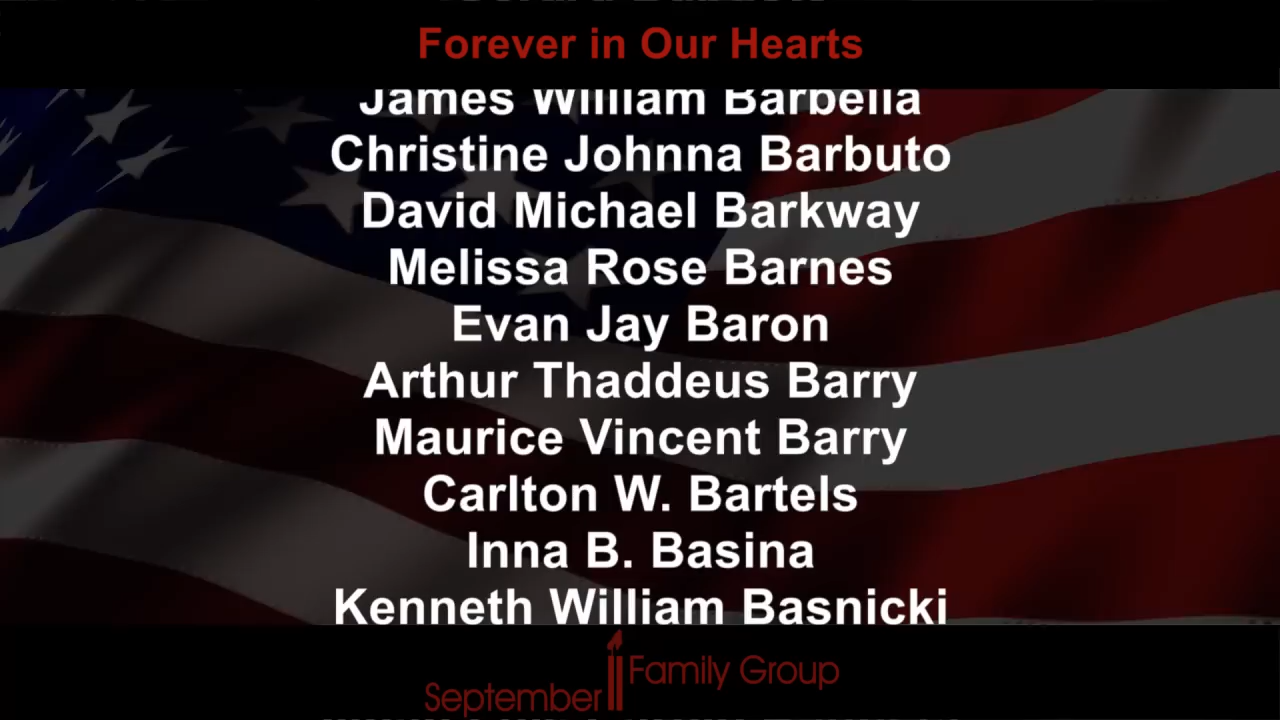 Forever in Our Hearts
James William Barbella
Christine Johnna Barbuto
David Michael Barkway
Melissa Rose Barnes
Evan Jay Baron
Arthur Thaddeus Barry
Maurice Vincent Barry
Carlton W. Bartels
Inna B. Basina
Kenneth William Basnicki
September 11 Family Group